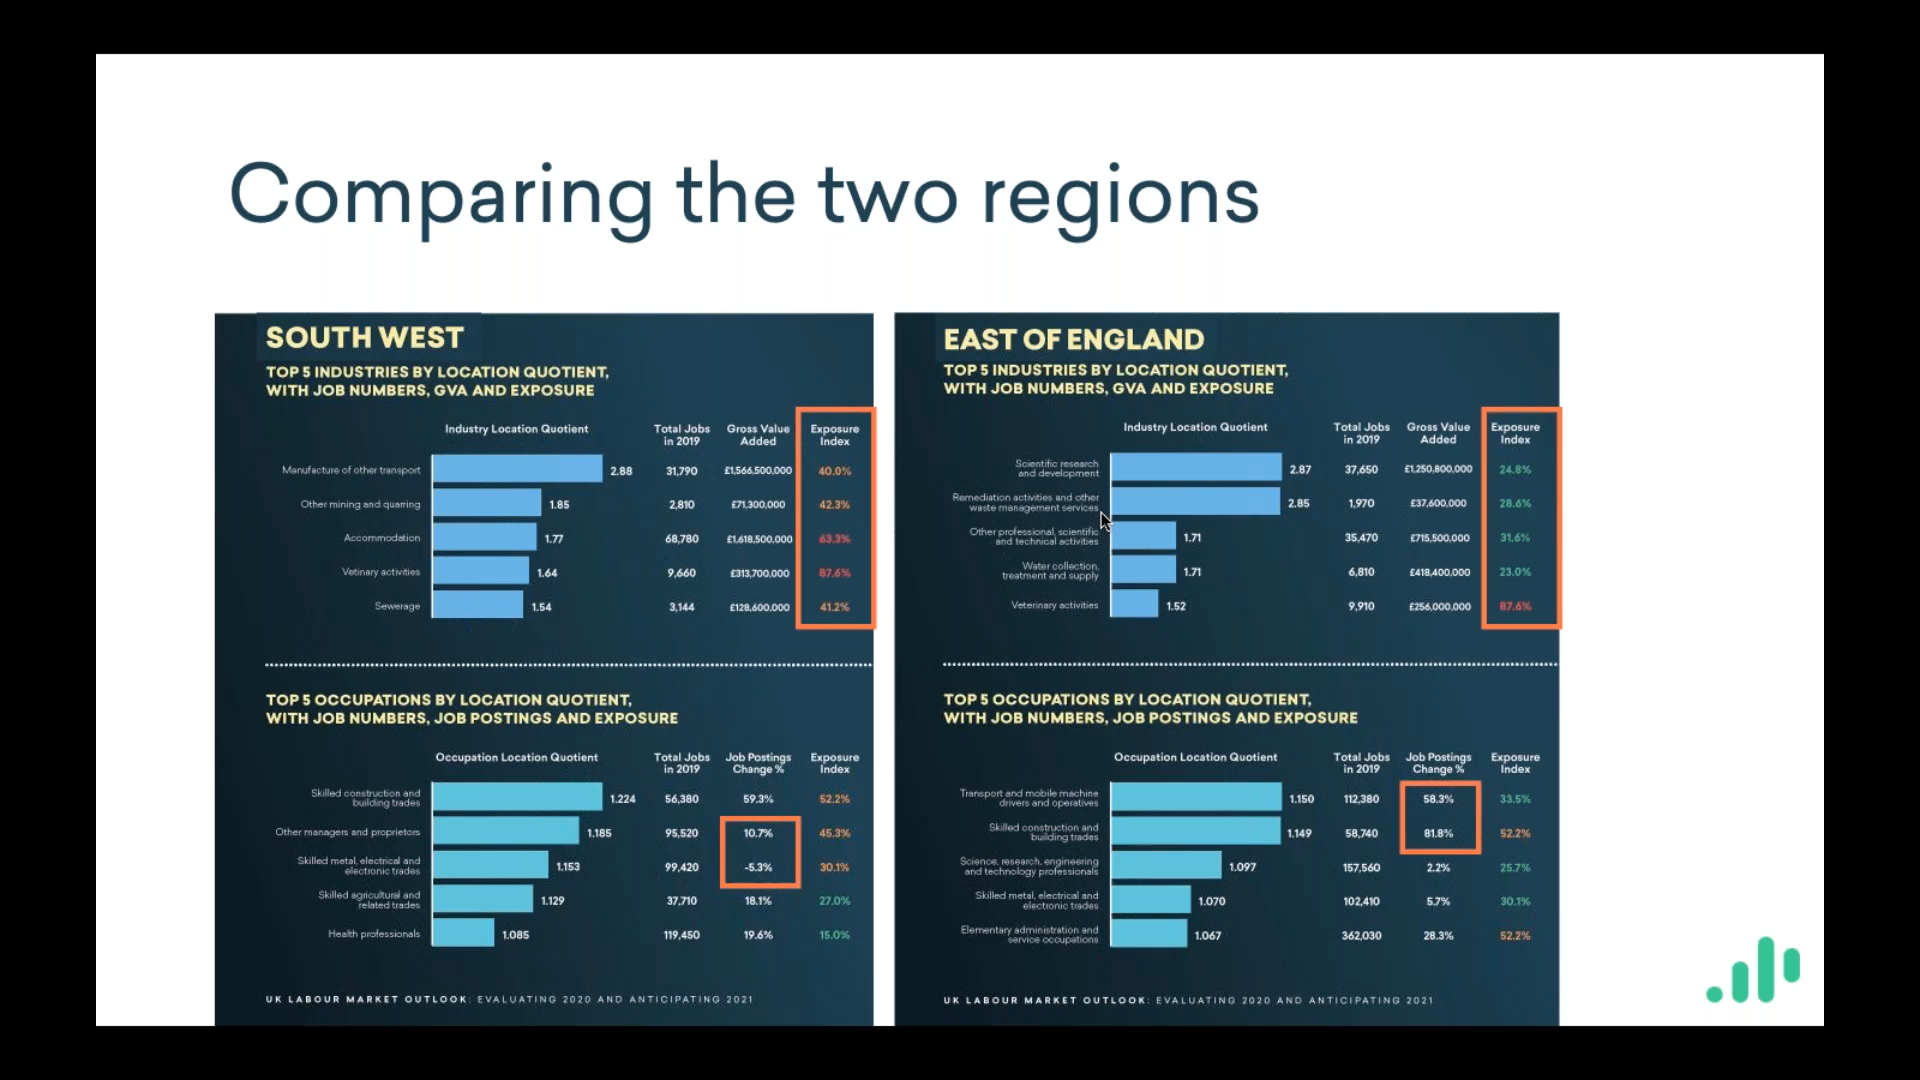 Comparing the two regions
SOUTH WEST
TOP 5 INDUSTRIES BY LOCATION QUOTIENT,
WITH JOB NUMBERS, GVA AND EXPOSURE
Industry Location Quotient
Total Jobs
in 2019
Gross Value
Added
Exposure
Index
Manufacture of other transport 2.88 31,790 £1,566,500,000 40.0%
Other mining and quarring 1.85 2,810 £71,300,000 42.3%
Accommodation 1.77 68,780 £1,618,500,000 63.3%
Vetinary activities 1.64 9,660 £313,700,000 87.6%
Sewerage 1.54 3,144 £128,600,000 41.2%
TOP 5 OCCUPATIONS BY LOCATION QUOTIENT,
WITH JOB NUMBERS, JOB POSTINGS AND EXPOSURE
Occupation Location Quotient
Total Jobs
in 2019
Job Postings
Change %
Exposure
Index
Skilled construction and
building trades
1.224 56,380 59.3% 52.2%
Other managers and proprietors 1.185 95,520 10.7% 45.3%
Skilled metal, electrical and
electronic trades
1.153 99,420 -5.3% 30.1%
Skilled agricultural and
related trades
1.129 37,710 18.1% 27.0%
Health professionals 1.085 119,450 19.6% 15.0%
UK LABOUR MARKET OUTLOOK: EVALUATING 2020 AND ANTICIPATING 2021
EAST OF ENGLAND
TOP 5 INDUSTRIES BY LOCATION QUOTIENT,
WITH JOB NUMBERS, GVA AND EXPOSURE
Industry Location Quotient
Total Jobs
in 2019
Gross Value
Added
Exposure
Index
Scientific research
and development
2.87 37,650 £1,250,800,000 24.8%
Remediation activities and other
waste management services
2.85 1,970 £37,600,000 28.6%
Other professional, scientific
and technical activities
1.71 35,470 £715,500,000 31.6%
Water collection,
treatment and supply
1.71 6,810 £418,400,000 23.0%
Veterinary activities 1.52 9,910 £256,000,000 87.6%
TOP 5 OCCUPATIONS BY LOCATION QUOTIENT,
WITH JOB NUMBERS, JOB POSTINGS AND EXPOSURE
Occupation Location Quotient
Total Jobs
in 2019
Job Postings
Change %
Exposure
Index
Transport and mobile machine
drivers and operatives
1.150 112,380 58.3% 33.5%
Skilled construction and
building trades
1.149 58,740 81.8% 52.2%
Science, research, engineering
and technology professionals
1.097 157,560 2.2% 25.7%
Skilled metal, electrical and
electronic trades
1.070 102,410 5.7% 30.1%
Elementary administration and
service occupations
1.067 362,030 28.3% 52.2%
UK LABOUR MARKET OUTLOOK: EVALUATING 2020 AND ANTICIPATING 2021